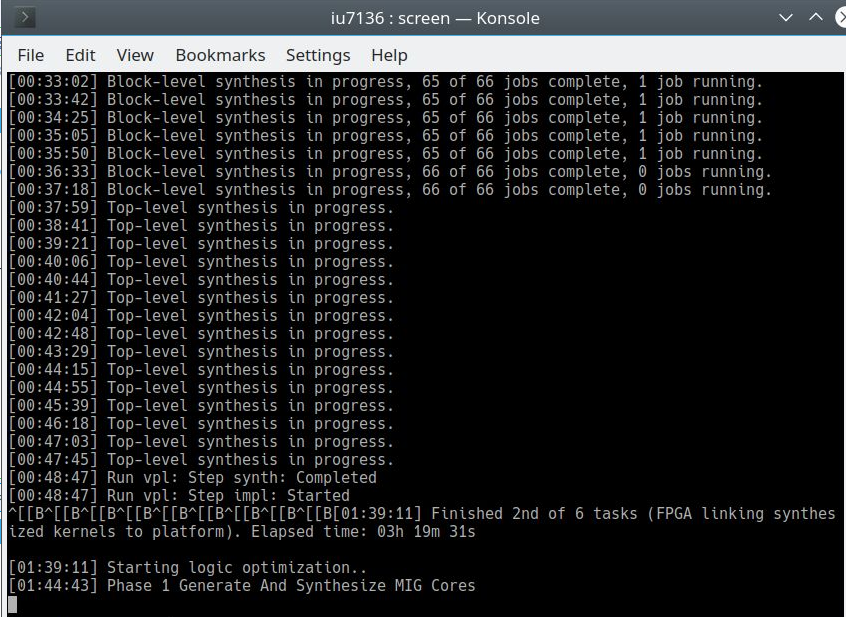 iu7136 : screen — Konsole
File Edit View Bookmarks Settings Help
[00:33:02] Block-level synthesis in progress, 65 of 66 jobs complete, 1 job running.
[00:33:42] Block-level synthesis in progress, 65 of 66 jobs complete, 1 job running.
[00:34:25] Block-level synthesis in progress, 65 of 66 jobs complete, 1 job running.
[00:35:05] Block-level synthesis in progress, 65 of 66 jobs complete, 1 job running.
[00:35:50] Block-level synthesis in progress, 65 of 66 jobs complete, 1 job running.
[00:36:33] Block-level synthesis in progress, 66 of 66 jobs complete, 0 jobs running.
[00:37:18] Block-level synthesis in progress, 66 of 66 jobs complete, 0 jobs running.
[00:37:59] Top-level synthesis in progress.
[00:38:41] Top-level synthesis in progress.
[00:39:21] Top-level synthesis in progress.
[00:40:06] Top-level synthesis in progress.
[00:40:44] Top-level synthesis in progress.
[00:41:27] Top-level synthesis in progress.
[00:42:04] Top-level synthesis in progress.
[00:42:48] Top-level synthesis in progress.
[00:43:29] Top-level synthesis in progress.
[00:44:15] Top-level synthesis in progress.
[00:44:55] Top-level synthesis in progress.
[00:45:39] Top-level synthesis in progress.
[00:46:18] Top-level synthesis in progress.
[00:47:03] Top-level synthesis in progress.
[00:47:45] Top-level synthesis in progress.
[00:48:47] Run vpl: Step synth: Completed
[00:48:47] Run vpl: Step impl: Started
^[[B^[[B^[[B^[[B^[[B^[[B^[[B^[[B^[[B[01:39:11] Finished 2nd of 6 tasks (FPGA linking synthes
ized kernels to platform). Elapsed time: 03h 19m 31s
[01:39:11] Starting logic optimization..
[01:44:43] Phase 1 Generate And Synthesize MIG Cores